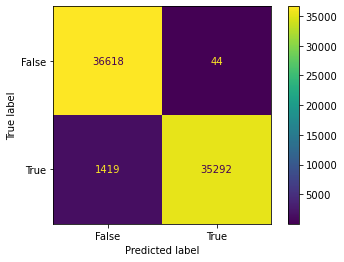 35000
30000
25000
20000
15000
10000
5000
False
True
36618
44
1419
35292
False
True
True label
Predicted label